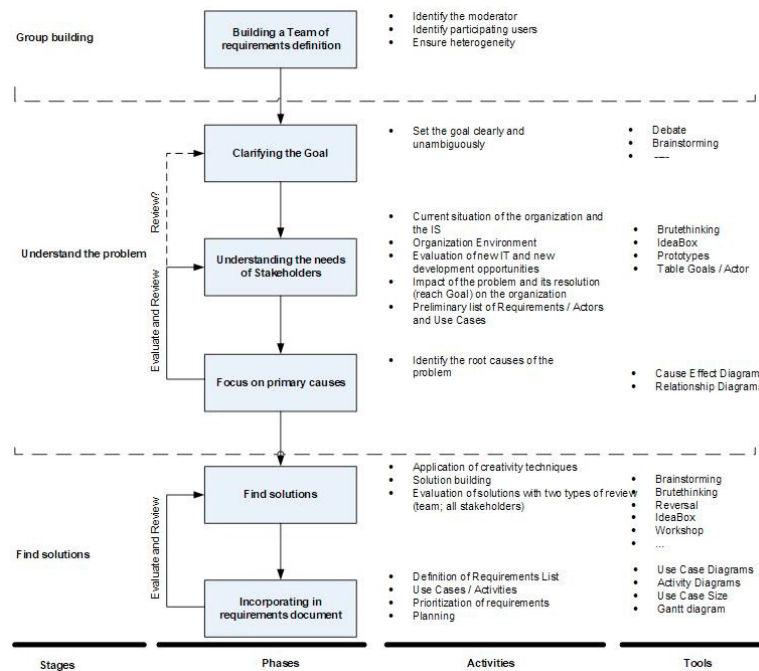 Group building
Building a Team of
requirements definition
• Identify the moderator
• Identify participating users
• Ensure heterogeneity
Clarifying the Goal
• Set the goal clearly and
unambiguously
• Debate
• Brainstorming
• ----
Review?
Understand the problem
Understanding the needs
of Stakeholders
• Current situation of the organization and
the IS
• Organization Environment
• Evaluation of new IT and new
development opportunities
• Impact of the problem and its resolution
(reach Goal) on the organization
• Preliminary list of Requirements / Actors
and Use Cases
• Brutethinking
• IdeaBox
• Prototypes
• Table Goals / Actor
Evaluate and Review
Focus on primary causes
• Identify the root causes of the
problem
• Cause Effect Diagram
• Relationship Diagrams
Find solutions
Find solutions
• Application of creativity techniques
• Solution building
• Evaluation of solutions with two types of review
(team; all stakeholders)
• Brainstorming
• Brutethinking
• Reversal
• IdeaBox
• Workshop
• ...
Evaluate and Review
Incorporating in
requirements document
• Definition of Requirements List
• Use Cases / Activities
• Prioritization of requirements
• Planning
• Use Case Diagrams
• Activity Diagrams
• Use Case Size
• Gantt diagram
Stages
Phases
Activities
Tools